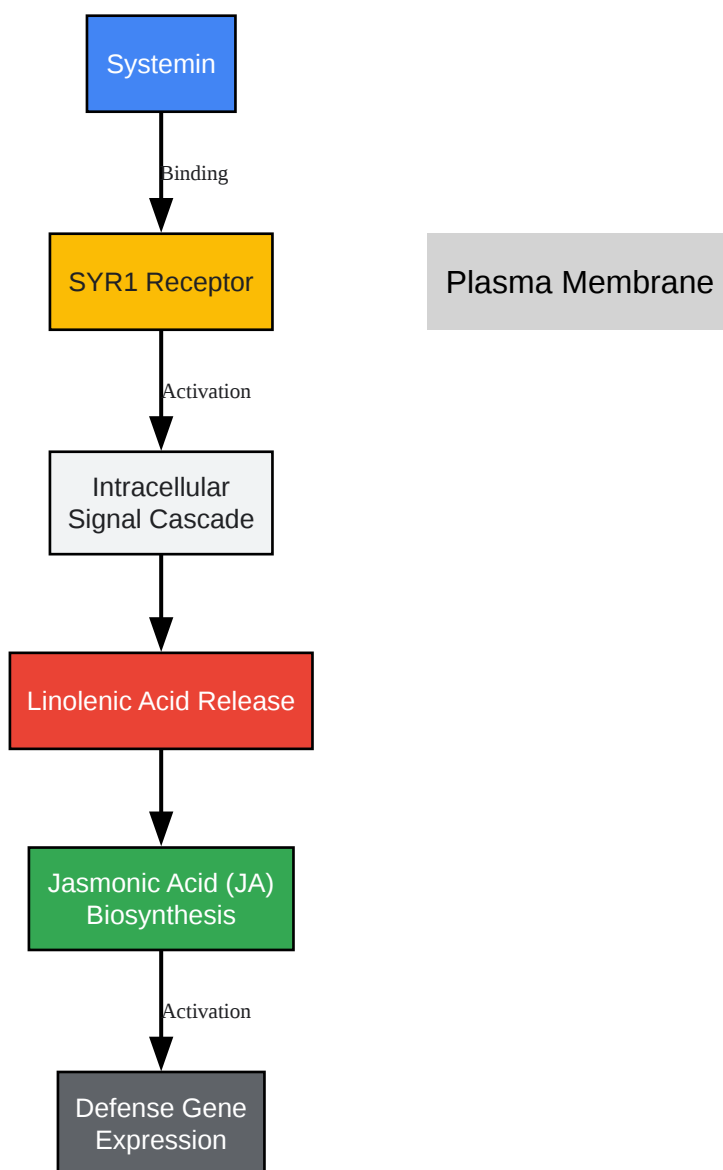 Systemin
Binding
SYR1 Receptor
Plasma Membrane
Activation
Intracellular
Signal Cascade
Linolenic Acid Release
Jasmonic Acid (JA)
Biosynthesis
Activation
Defense Gene
Expression